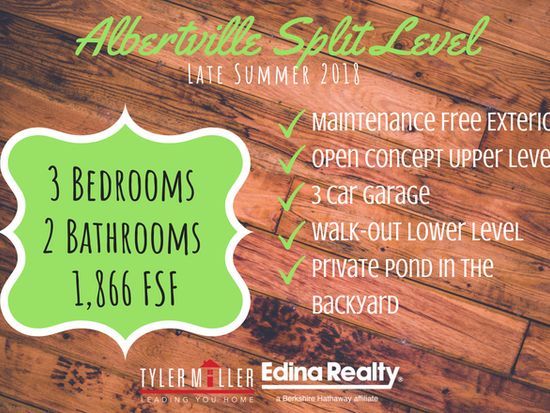 Albertville Split Level
Late Summer 2018
3 Bedrooms
2 Bathrooms
1,866 FSF
Maintenance Free Exterio
Open Concept Upper Leve
3 Car Garage
Walk-Out Lower Level
Private Pond In The
Backyard
TYLER MILLER
LEADING YOU HOME
Edina Realty®
a Berkshire Hathaway affiliate